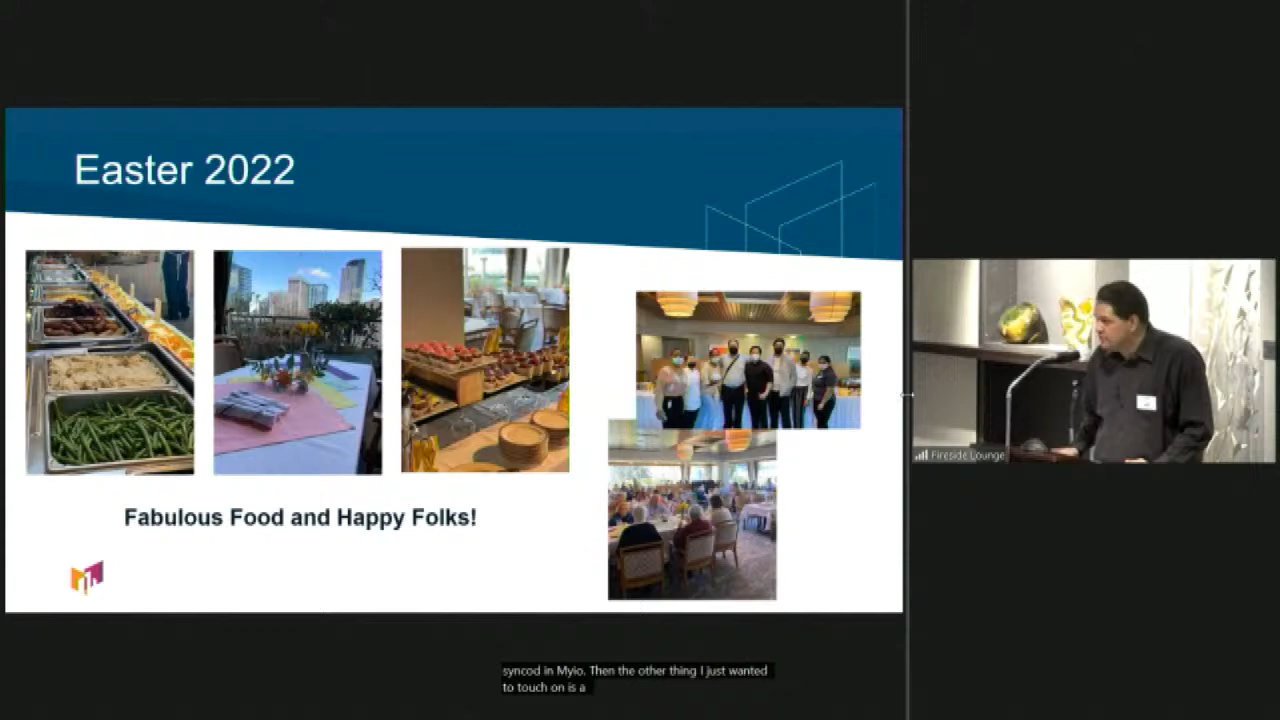 Easter 2022
Fabulous Food and Happy Folks!
Fireside Lounge
syncod in Myio. Then the other thing I just wanted
to touch on is a